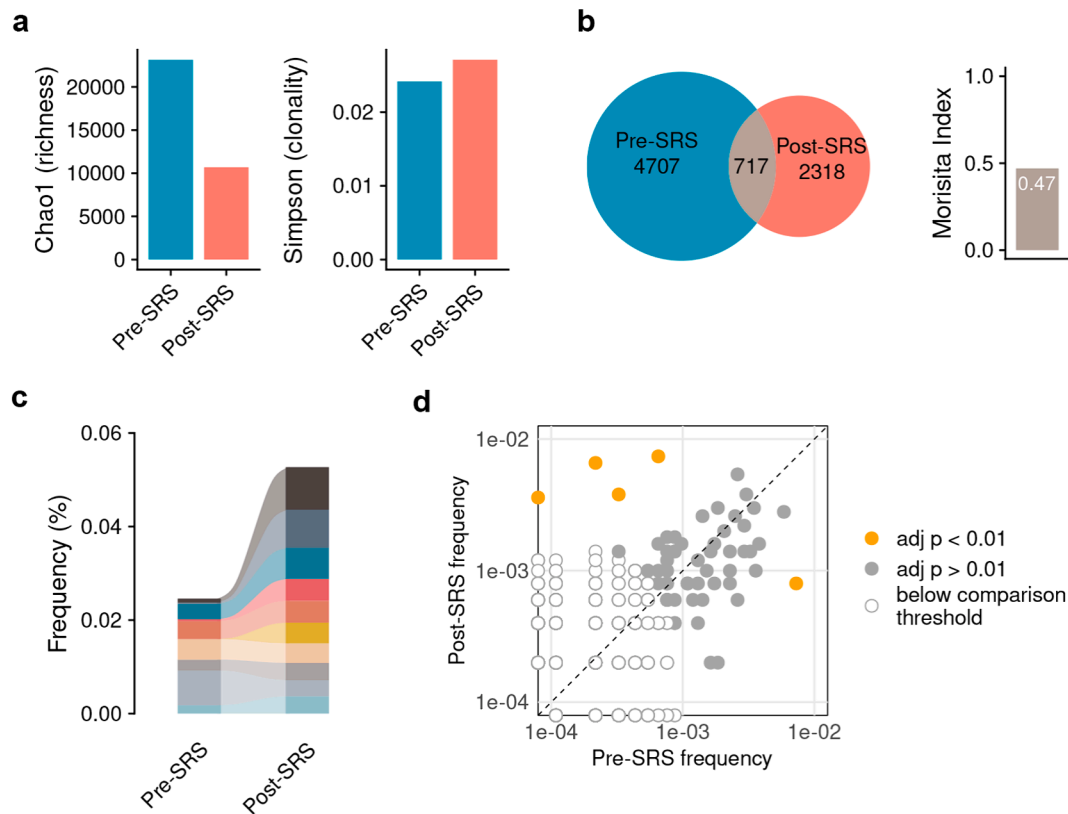 a
Chao1 (richness)
20000
15000
10000
5000
0
Pre-SRS
Post-SRS
Simpson (clonality)
0.02
0.01
0.00
Pre-SRS
Post-SRS
b
Pre-SRS
4707
717
Post-SRS
2318
Morisita Index
1.0
0.5
0.0
0.47
c
Frequency (%)
0.06
0.04
0.02
0.00
Pre-SRS
Post-SRS
d
Post-SRS frequency
1e-02
1e-03
1e-04
1e-04
1e-03
1e-02
Pre-SRS frequency
adj p < 0.01
adj p > 0.01
below comparison
threshold